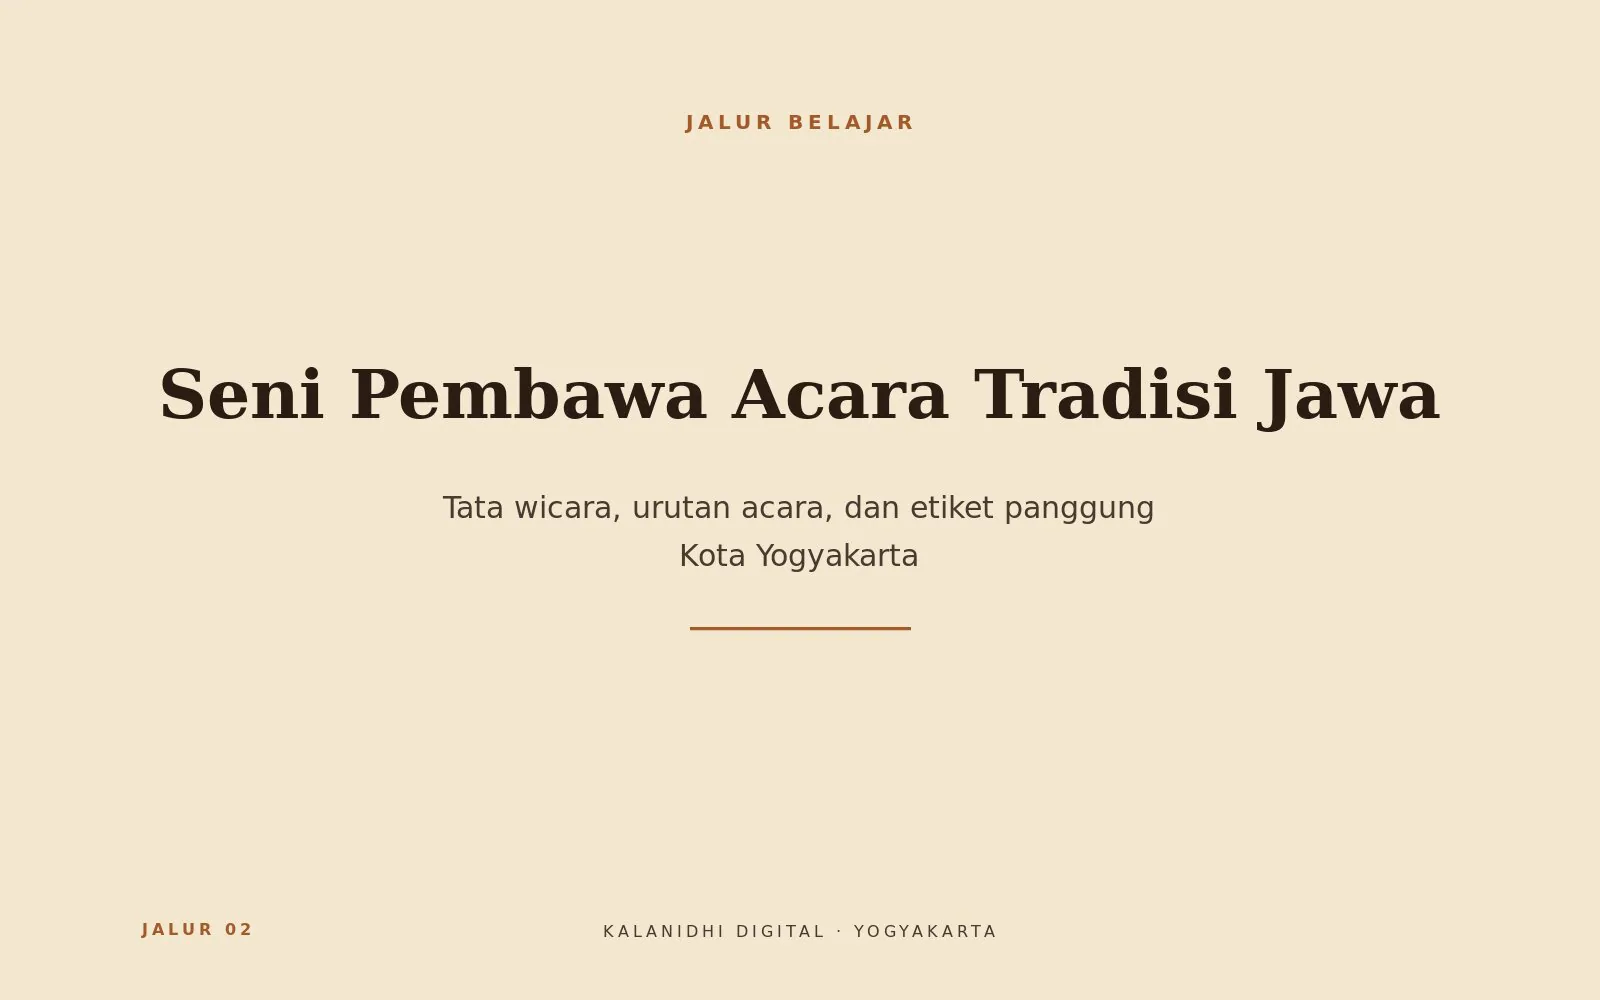 JALUR BELAJAR
Seni Pembawa Acara Tradisi Jawa
Tata wicara, urutan acara, dan etiket panggung
Kota Yogyakarta
JALUR 02
KALANIDHI DIGITAL · YOGYAKARTA